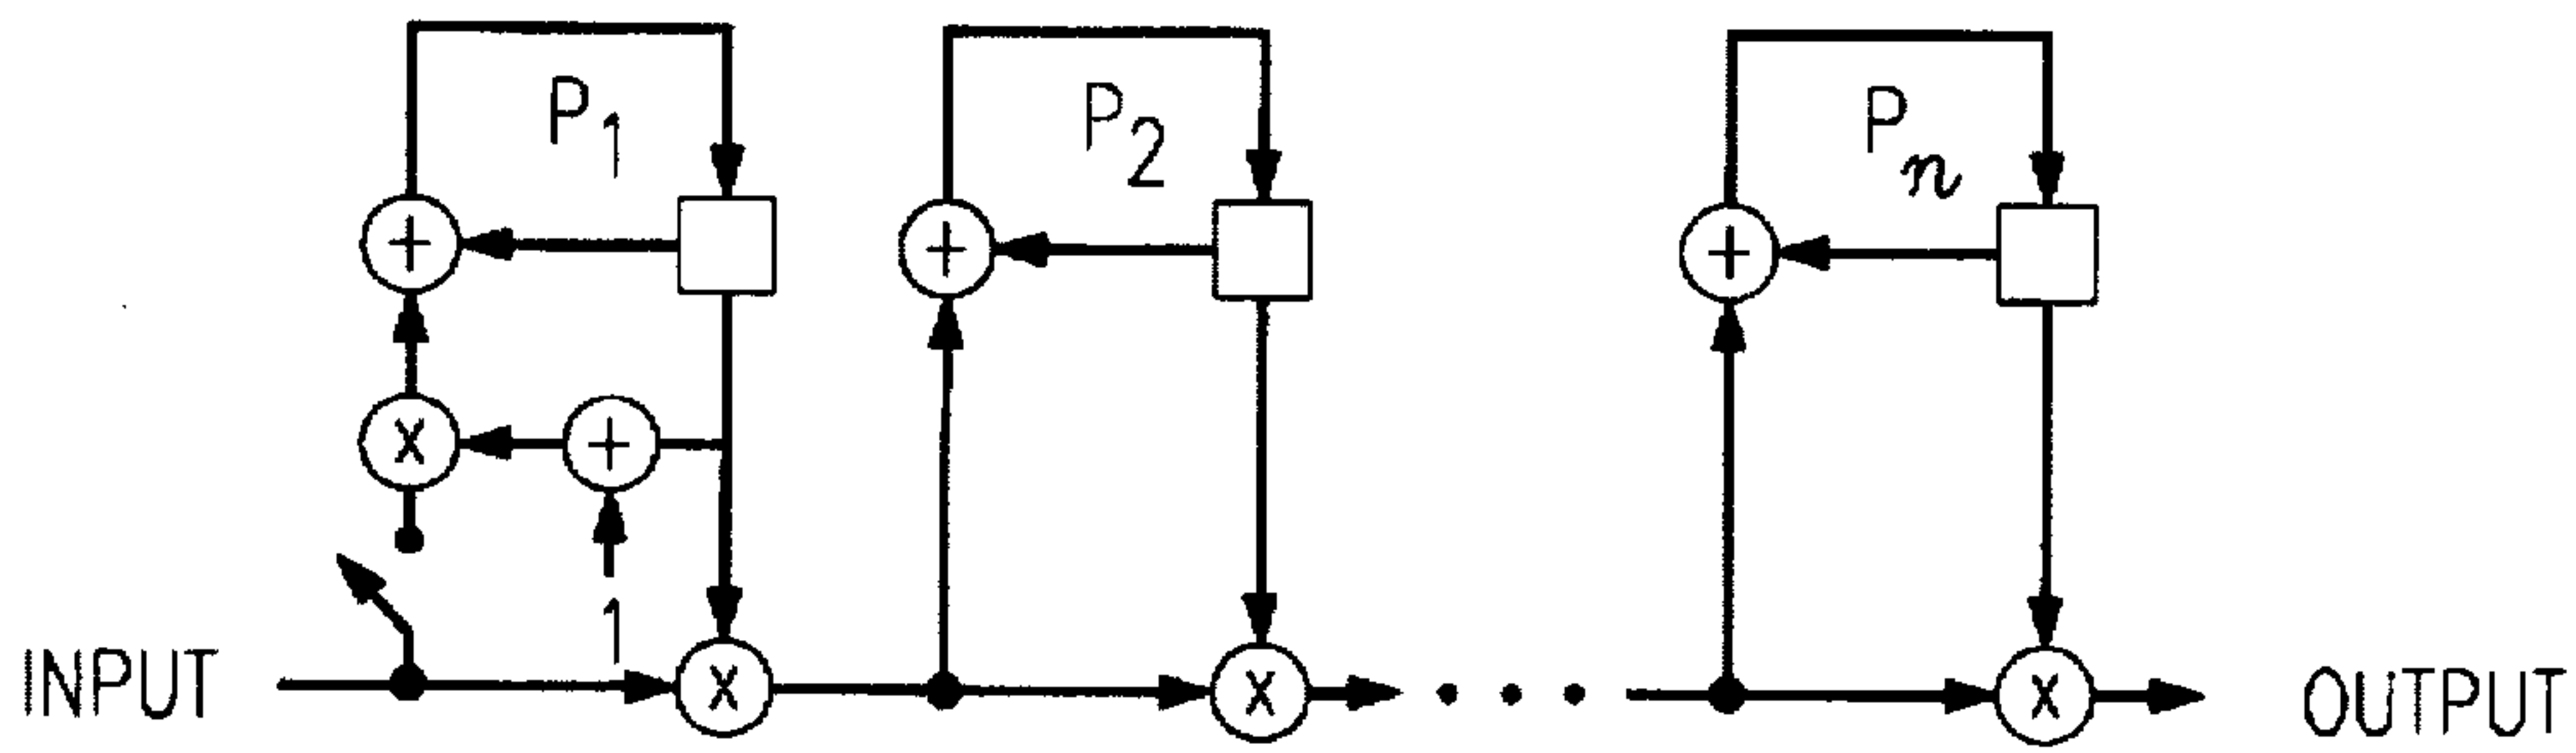 P1
P2
Pn
+
+
+
x
+
1
INPUT
x
x
x
OUTPUT